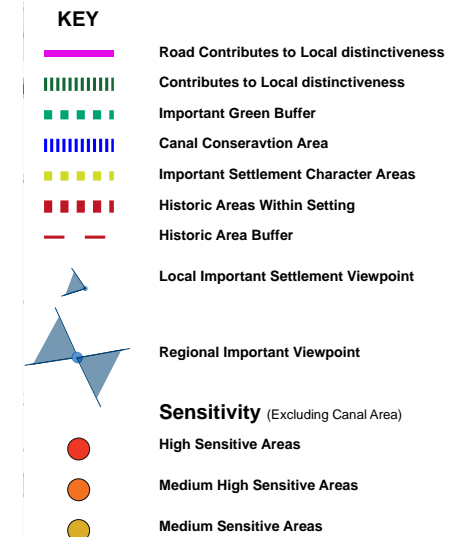 KEY
Road Contributes to Local distinctiveness
Contributes to Local distinctiveness
Important Green Buffer
Canal Conseravtion Area
Important Settlement Character Areas
Historic Areas Within Setting
Historic Area Buffer
Local Important Settlement Viewpoint
Regional Important Viewpoint
Sensitivity (Excluding Canal Area)
High Sensitive Areas
Medium High Sensitive Areas
Medium Sensitive Areas